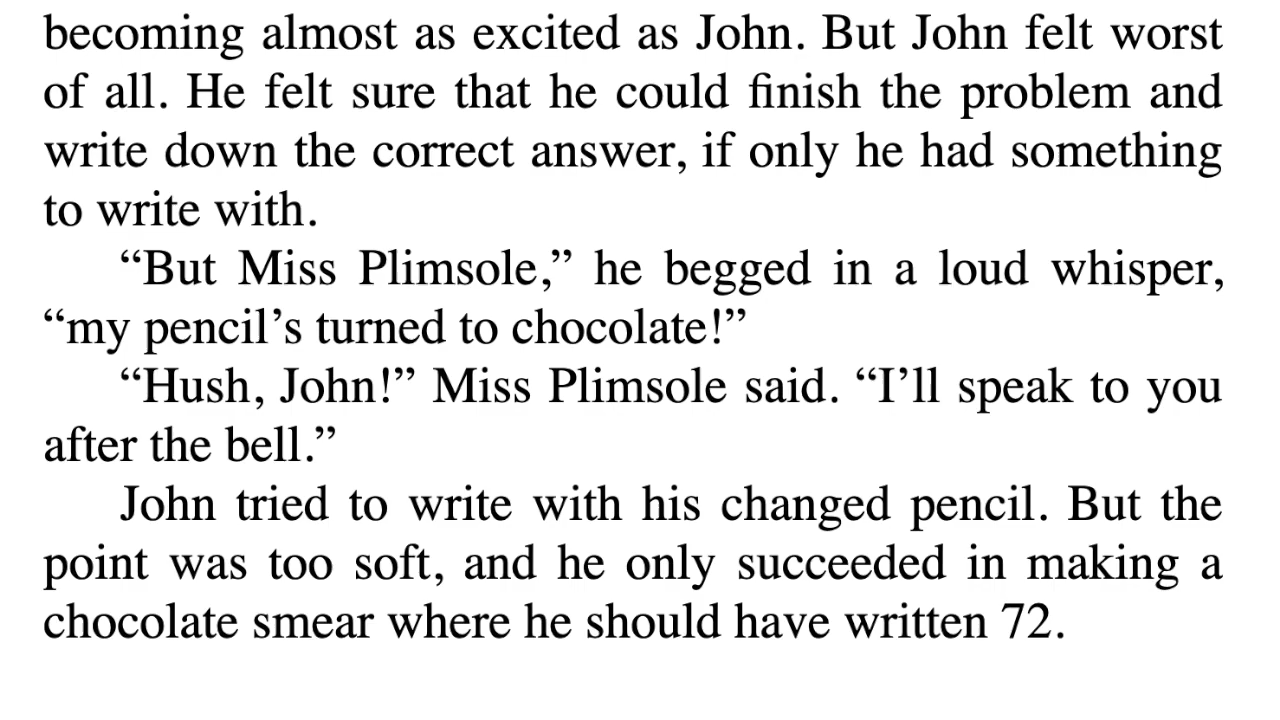 becoming almost as excited as John. But John felt worst
of all. He felt sure that he could finish the problem and
write down the correct answer, if only he had something
to write with.
“But Miss Plimsole,” he begged in a loud whisper,
“my pencil’s turned to chocolate!”
“Hush, John!” Miss Plimsole said. “I’ll speak to you
after the bell.”
John tried to write with his changed pencil. But the
point was too soft, and he only succeeded in making a
chocolate smear where he should have written 72.